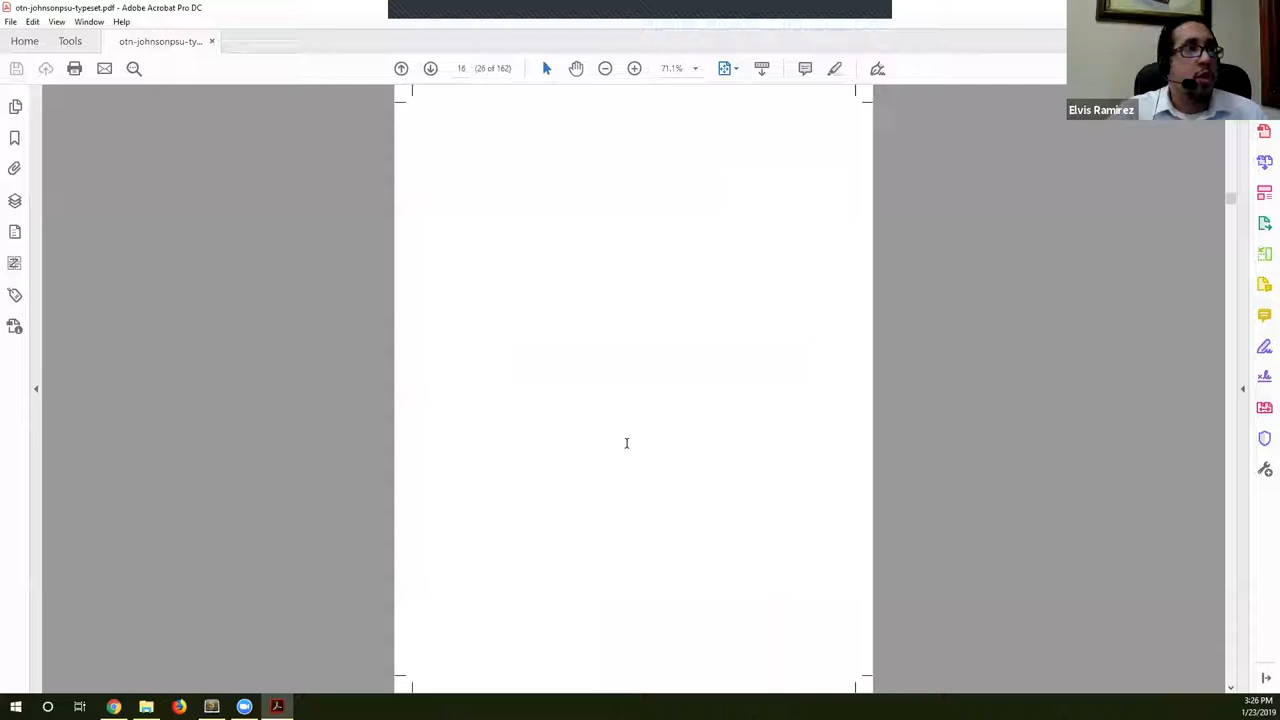 otn-johnsonpsu-typeset.pdf - Adobe Acrobat Pro DC
File Edit View Window Help
Home Tools otn-johnsonpsu-ty... ×
16 (26 of 162) 71.1%
Elvis Ramirez
3:26 PM
1/23/2019